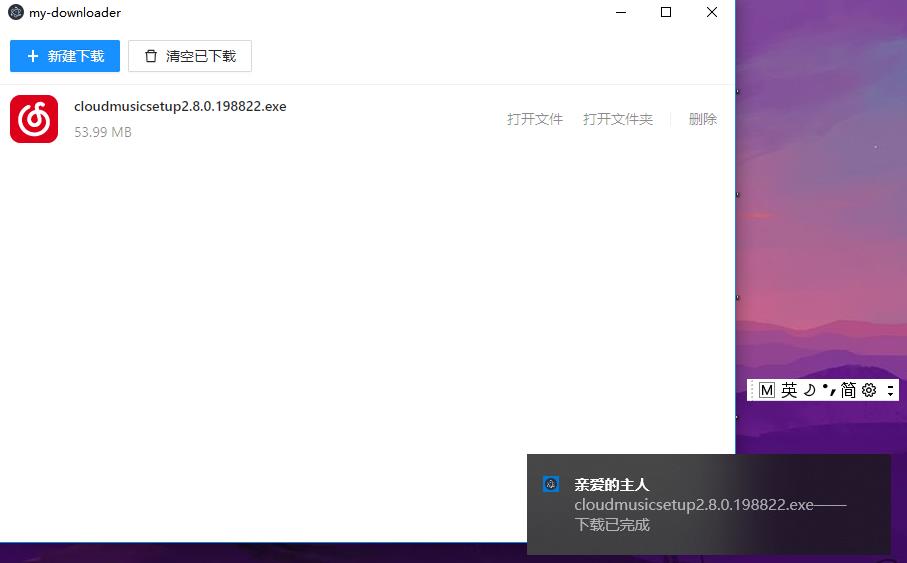 my-downloader
新建下载
清空已下载
cloudmusicsetup2.8.0.198822.exe
53.99 MB
打开文件 打开文件夹 删除
M 英 简
亲爱的主人
cloudmusicsetup2.8.0.198822.exe——
下载已完成